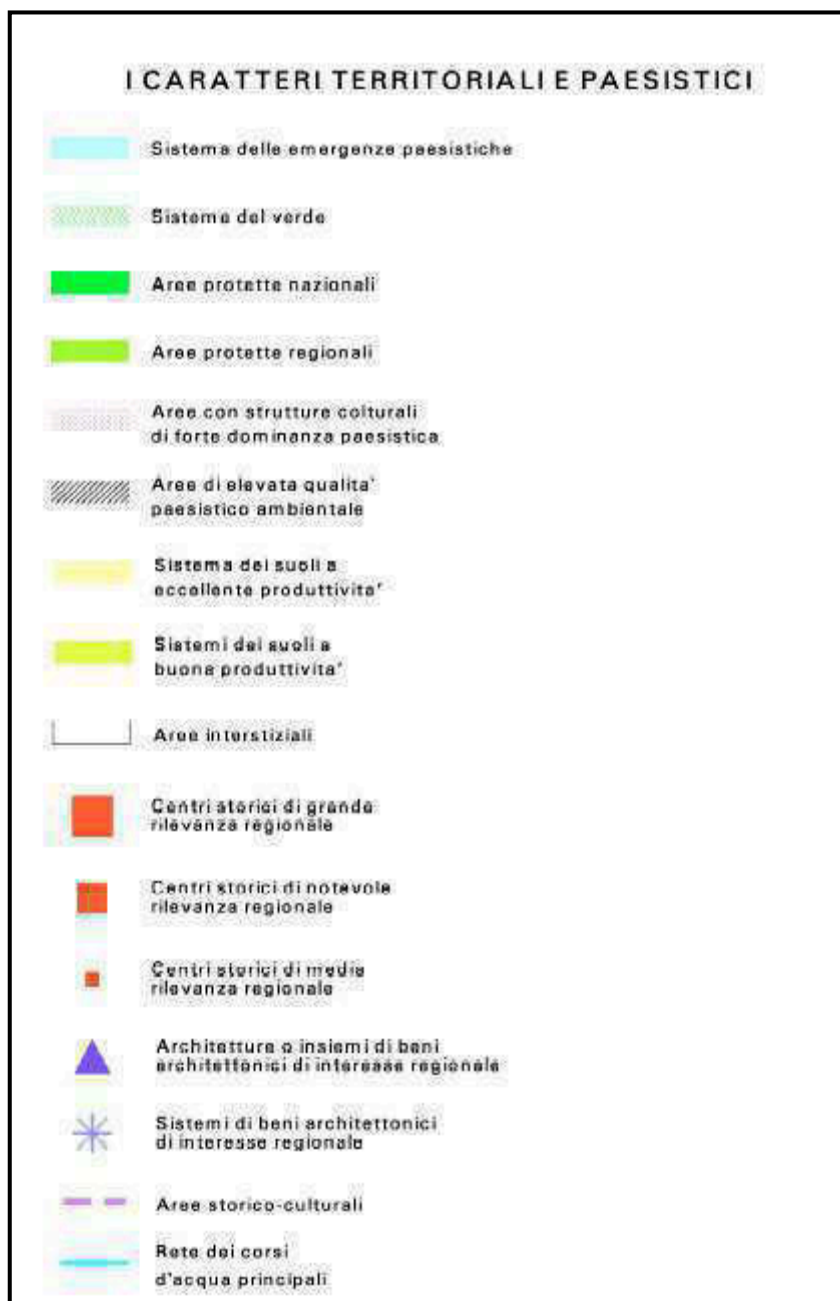 I CARATTERI TERRITORIALI E PAESISTICI
Sistema delle emergenze paesistiche
Sistema del verde
Aree protette nazionali
Aree protette regionali
Aree con strutture colturali
di forte dominanza paesistica
Aree di elevata qualita'
paesistico ambientale
Sistema dei suoli a
eccellente produttivita'
Sistemi dei suoli a
buona produttivita'
Aree interstiziali
Centri storici di grande
rilevanza regionale
Centri storici di notevole
rilevanza regionale
Centri storici di media
rilevanza regionale
Architetture o insiemi di beni
architettonici di interesse regionale
Sistemi di beni architettonici
di interesse regionale
Aree storico-culturali
Rete dei corsi
d'acqua principali